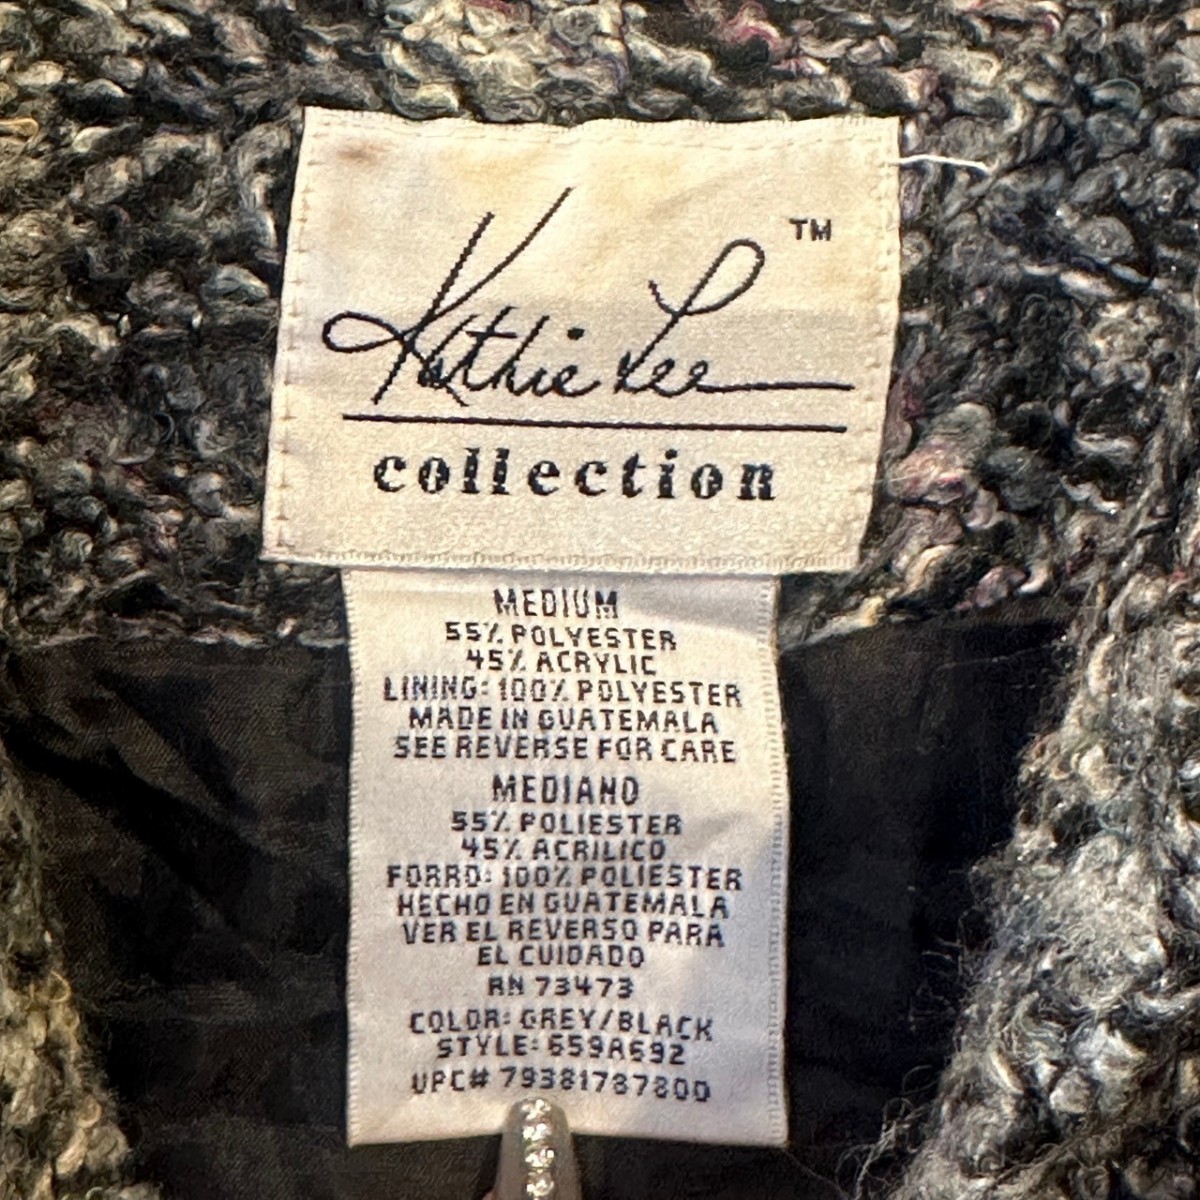 Kathie Lee TM
collection
MEDIUM
55% POLYESTER
45% ACRYLIC
LINING: 100% POLYESTER
MADE IN GUATEMALA
SEE REVERSE FOR CARE
MEDIANO
55% POLIESTER
45% ACRILICO
FORRO: 100% POLIESTER
HECHO EN GUATEMALA
VER EL REVERSO PARA
EL CUIDADO
RN 73473
COLOR: GREY/BLACK
STYLE: 659A692
UPC# 79381787800